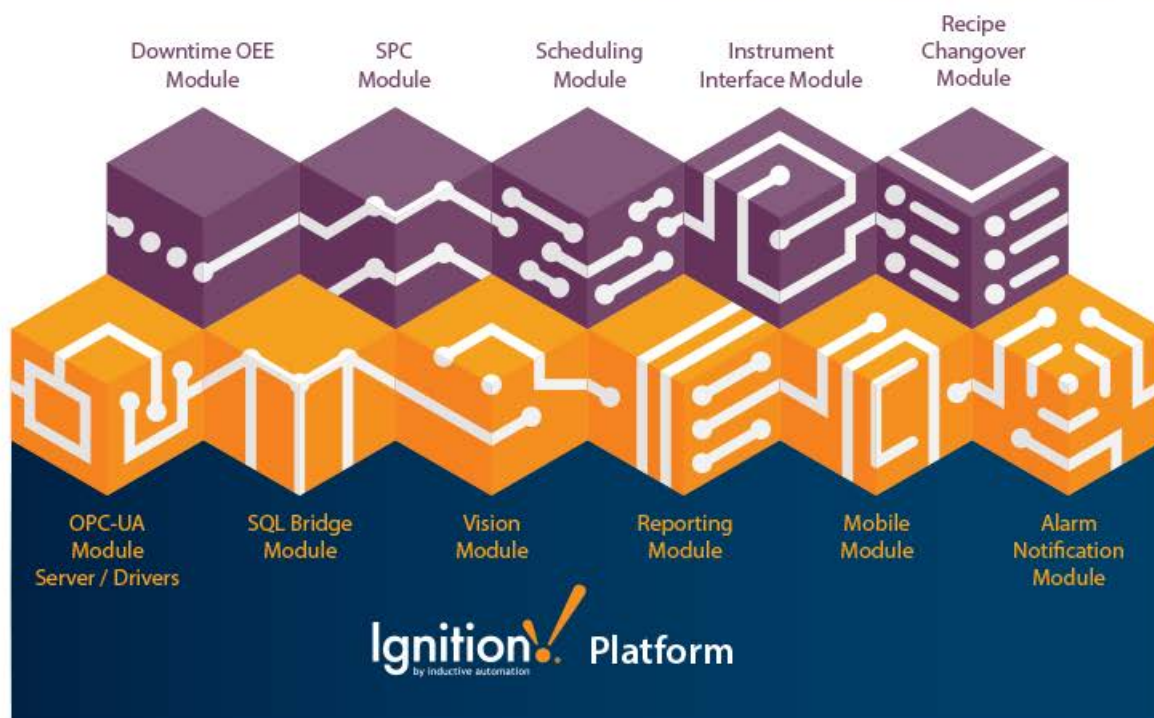 Downtime OEE
Module
SPC
Module
Scheduling
Module
Instrument
Interface Module
Recipe
Changover
Module
OPC-UA
Module
Server / Drivers
SQL Bridge
Module
Vision
Module
Reporting
Module
Mobile
Module
Alarm
Notification
Module
Ignition!
by inductive automation
Platform